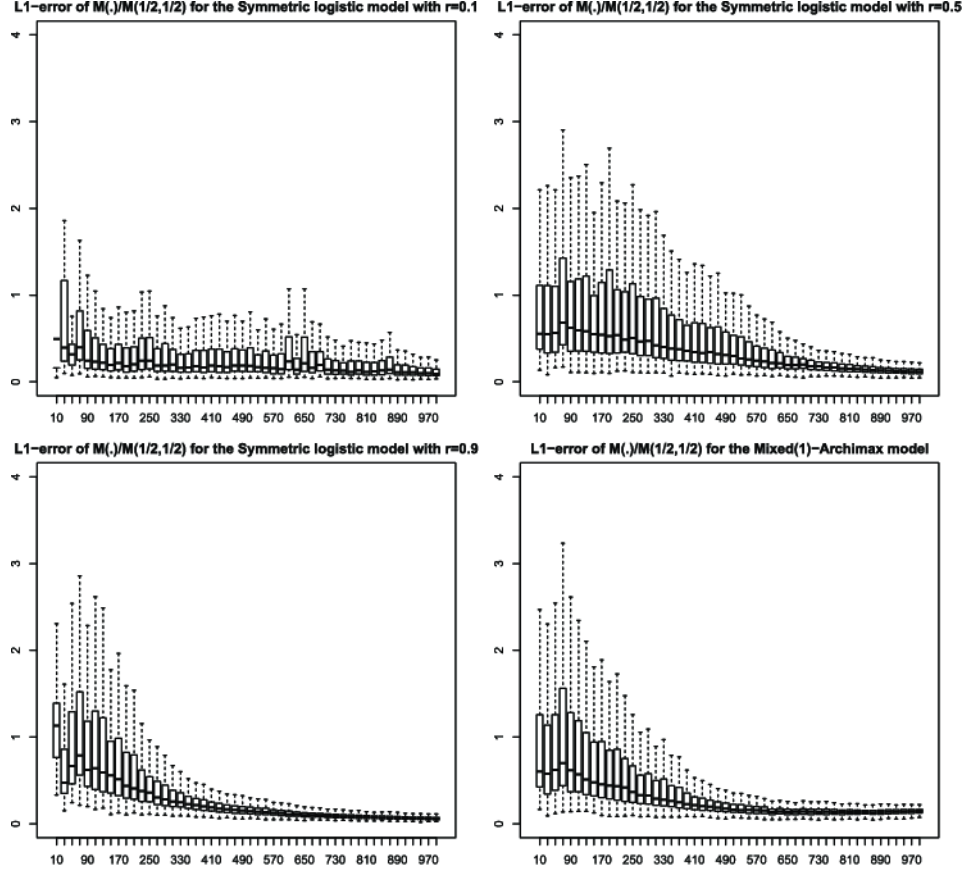 L1−error of M(.)/M(1/2,1/2) for the Symmetric logistic model with r=0.1
4
3
2
1
0
10 90 170 250 330 410 490 570 650 730 810 890 970
L1−error of M(.)/M(1/2,1/2) for the Symmetric logistic model with r=0.5
4
3
2
1
0
10 90 170 250 330 410 490 570 650 730 810 890 970
L1−error of M(.)/M(1/2,1/2) for the Symmetric logistic model with r=0.9
4
3
2
1
0
10 90 170 250 330 410 490 570 650 730 810 890 970
L1−error of M(.)/M(1/2,1/2) for the Mixed(1)−Archimax model
4
3
2
1
0
10 90 170 250 330 410 490 570 650 730 810 890 970